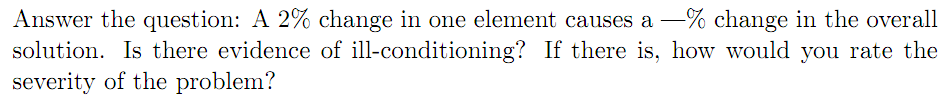 Answer the question: A 2% change in one element causes a —% change in the overall
solution. Is there evidence of ill-conditioning? If there is, how would you rate the
severity of the problem?